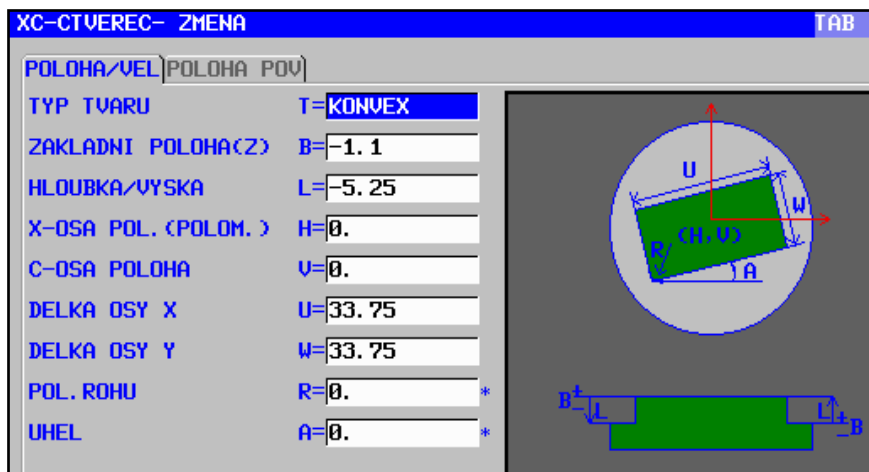 XC-CTVEREC- ZMENA TAB
POLOHA/VEL POLOHA POV
TYP TVARU T=KONVEX
ZAKLADNI POLOHA(Z) B=-1.1
HLOUBKA/VYSKA L=-5.25
X-OSA POL.(POLOM.) H=0.
C-OSA POLOHA V=0.
DELKA OSY X U=33.75
DELKA OSY Y W=33.75
POL.ROHU R=0. *
UHEL A=0. *
U
W
R (H,V)
A
B+- L L +-B